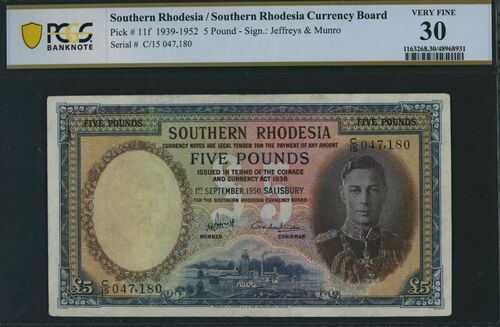 PCGS
BANKNOTE
Southern Rhodesia / Southern Rhodesia Currency Board
Pick # 11f 1939-1952 5 Pound - Sign.: Jeffreys & Munro
Serial # C/15 047,180
VERY FINE
30
1163268.30/48968931
FIVE POUNDS
FIVE POUNDS
SOUTHERN RHODESIA
CURRENCY NOTES ARE LEGAL TENDER FOR THE PAYMENT OF ANY AMOUNT
C/15 047,180
FIVE POUNDS
£5
ISSUED IN TERMS OF THE COINAGE
AND CURRENCY ACT 1938
1ST SEPTEMBER, 1950, SALISBURY
FOR THE SOUTHERN RHODESIA CURRENCY BOARD
MEMBER
CHAIRMAN
£5
C/15 047,180
£5